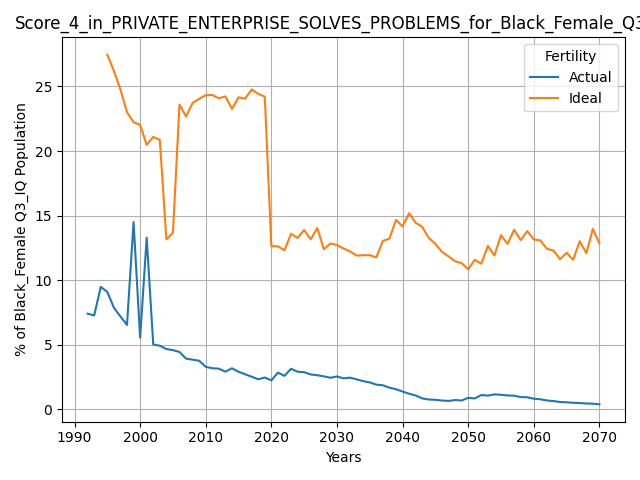 Score_4_in_PRIVATE_ENTERPRISE_SOLVES_PROBLEMS_for_Black_Female_Q3
Fertility
Actual
Ideal
% of Black_Female Q3_IQ Population
25
20
15
10
5
0
1990 2000 2010 2020 2030 2040 2050 2060 2070
Years